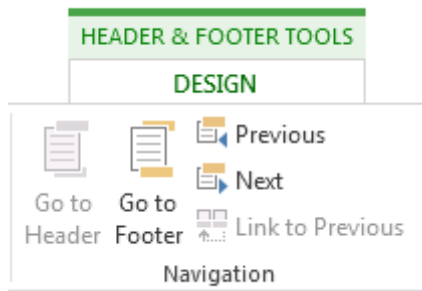 HEADER & FOOTER TOOLS
DESIGN
Go to
Header
Go to
Footer
Previous
Next
Link to Previous
Navigation